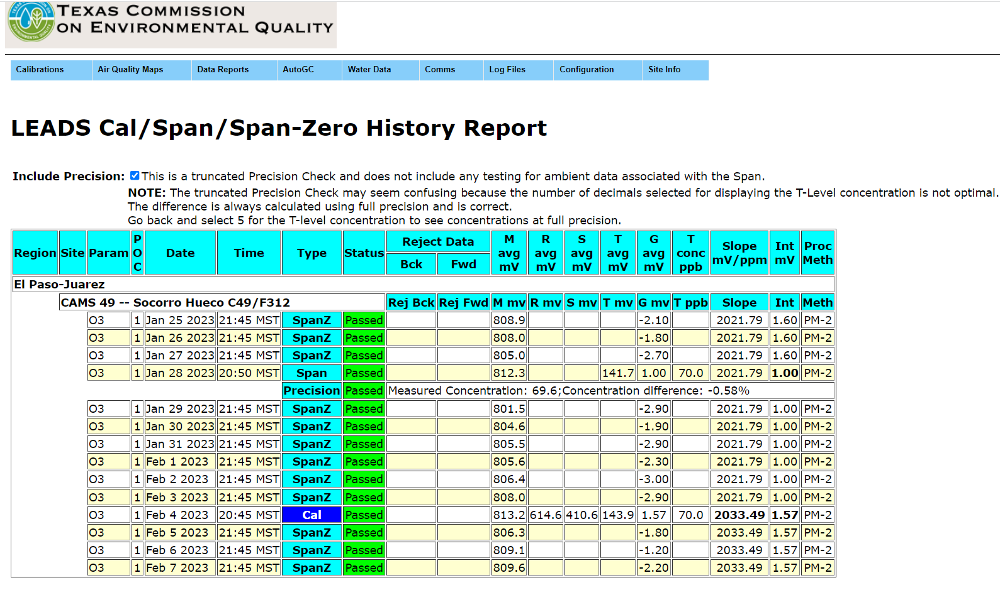 TEXAS COMMISSION
ON ENVIRONMENTAL QUALITY
Calibrations Air Quality Maps Data Reports AutoGC Water Data Comms Log Files Configuration Site Info
LEADS Cal/Span/Span-Zero History Report
Include Precision: This is a truncated Precision Check and does not include any testing for ambient data associated with the Span.
NOTE: The truncated Precision Check may seem confusing because the number of decimals selected for displaying the T-Level concentration is not optimal.
The difference is always calculated using full precision and is correct.
Go back and select 5 for the T-level concentration to see concentrations at full precision.
Region Site Param POC Date Time Type Status Reject Data Bck Fwd M avg mV R avg mV S avg mV T avg mV G avg mV T conc ppb Slope mV/ppm Int mV Proc Meth
El Paso-Juarez
CAMS 49 -- Socorro Hueco C49/F312 Rej Bck Rej Fwd M mv R mv S mv T mv G mv T ppb Slope Int Meth
O3 1 Jan 25 2023 21:45 MST SpanZ Passed 808.9 -2.10 2021.79 1.60 PM-2
O3 1 Jan 26 2023 21:45 MST SpanZ Passed 808.0 -1.80 2021.79 1.60 PM-2
O3 1 Jan 27 2023 21:45 MST SpanZ Passed 805.0 -2.70 2021.79 1.60 PM-2
O3 1 Jan 28 2023 20:50 MST Span Passed 812.3 141.7 1.00 70.0 2021.79 1.00 PM-2
Precision Passed Measured Concentration: 69.6;Concentration difference: -0.58%
O3 1 Jan 29 2023 21:45 MST SpanZ Passed 801.5 -2.90 2021.79 1.00 PM-2
O3 1 Jan 30 2023 21:45 MST SpanZ Passed 804.6 -1.90 2021.79 1.00 PM-2
O3 1 Jan 31 2023 21:45 MST SpanZ Passed 805.5 -2.90 2021.79 1.00 PM-2
O3 1 Feb 1 2023 21:45 MST SpanZ Passed 805.6 -2.30 2021.79 1.00 PM-2
O3 1 Feb 2 2023 21:45 MST SpanZ Passed 806.4 -3.00 2021.79 1.00 PM-2
O3 1 Feb 3 2023 21:45 MST SpanZ Passed 808.0 -2.90 2021.79 1.00 PM-2
O3 1 Feb 4 2023 20:45 MST Cal Passed 813.2 614.6 410.6 143.9 1.57 70.0 2033.49 1.57 PM-2
O3 1 Feb 5 2023 21:45 MST SpanZ Passed 806.3 -1.80 2033.49 1.57 PM-2
O3 1 Feb 6 2023 21:45 MST SpanZ Passed 809.1 -1.20 2033.49 1.57 PM-2
O3 1 Feb 7 2023 21:45 MST SpanZ Passed 809.6 -2.20 2033.49 1.57 PM-2